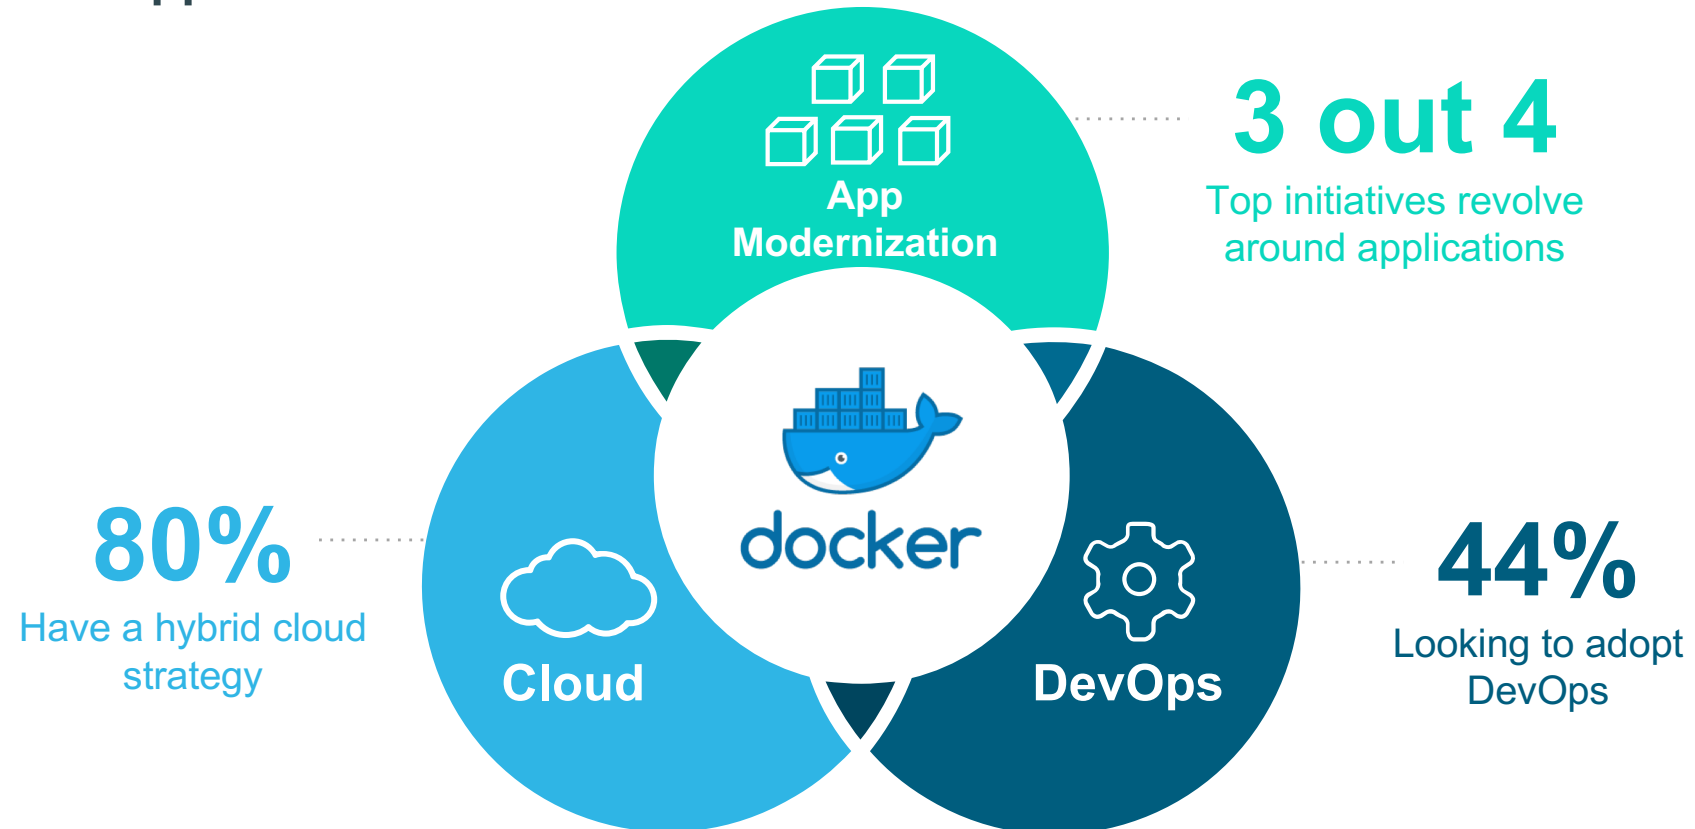 App
Modernization
3 out 4
Top initiatives revolve
around applications
docker
80%
Have a hybrid cloud
strategy
Cloud
DevOps
44%
Looking to adopt
DevOps